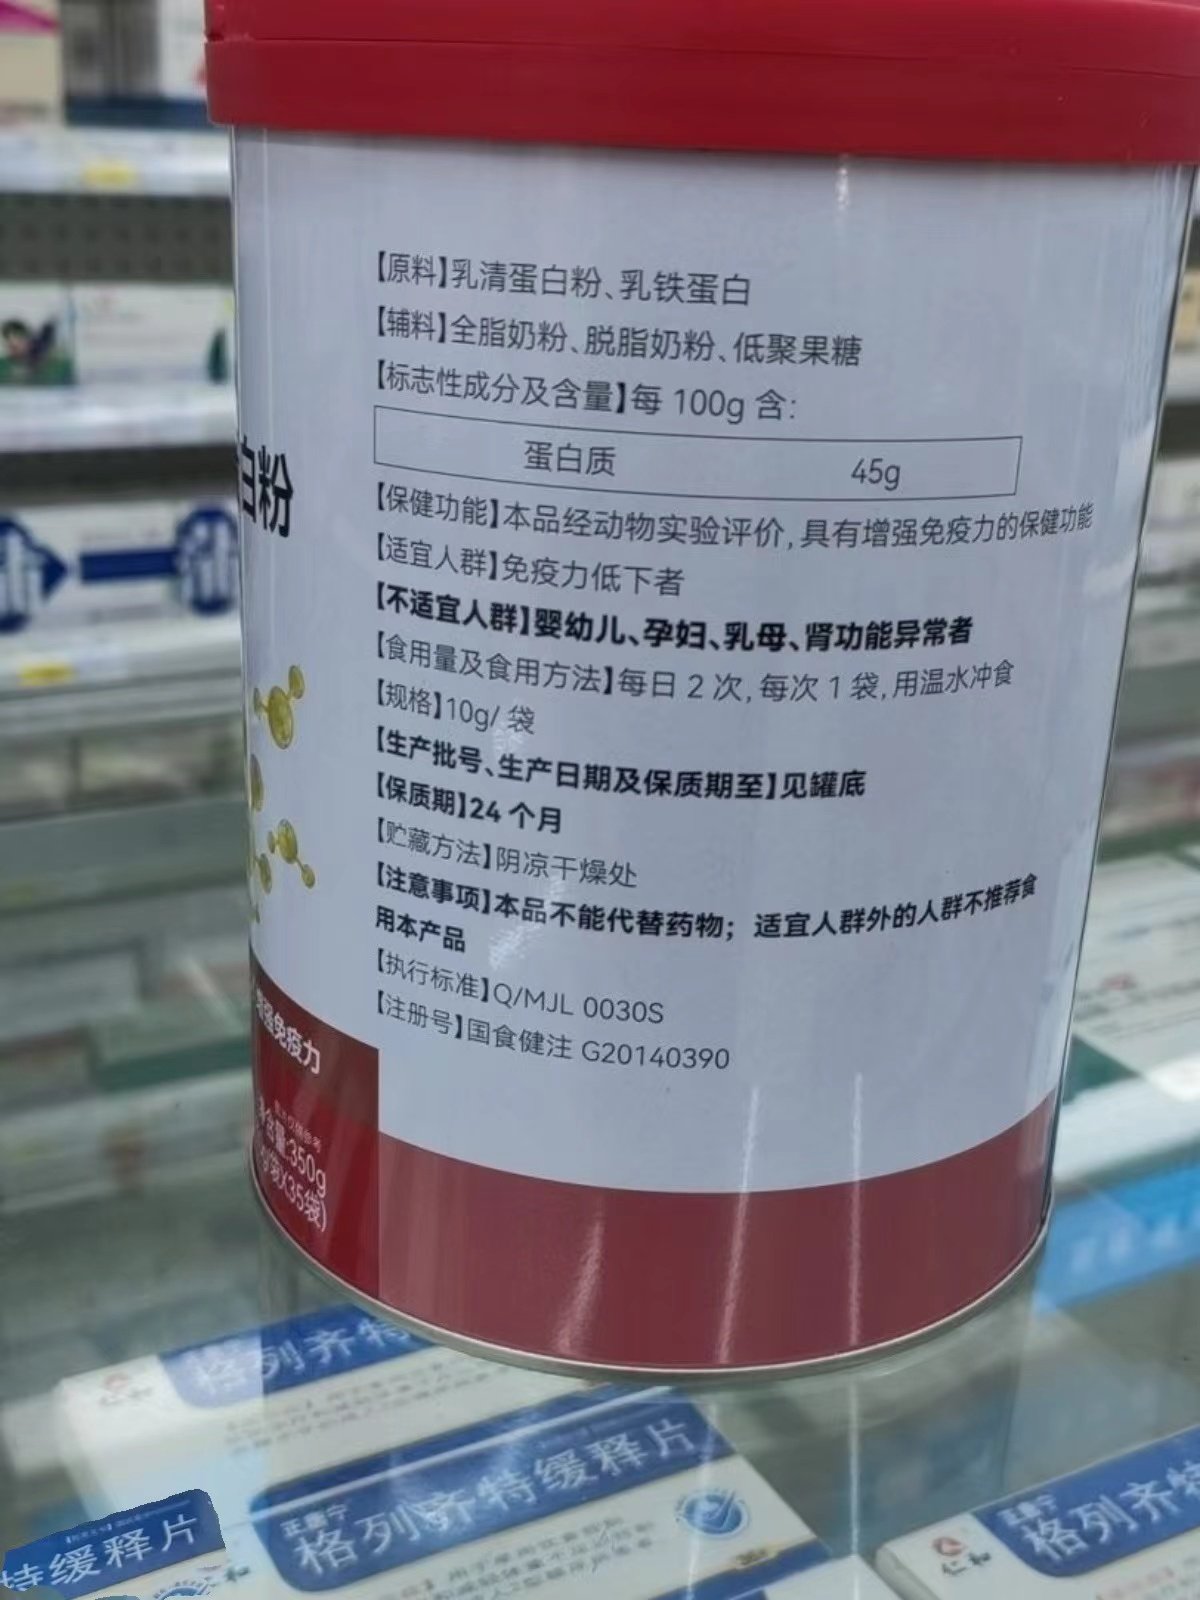 【原料】乳清蛋白粉、乳铁蛋白
【辅料】全脂奶粉、脱脂奶粉、低聚果糖
【标志性成分及含量】每 100g 含:
蛋白质 45g
【保健功能】本品经动物实验评价,具有增强免疫力的保健功能
【适宜人群】免疫力低下者
【不适宜人群】婴幼儿、孕妇、乳母、肾功能异常者
【食用量及食用方法】每日 2 次,每次 1 袋,用温水冲食
【规格】10g/ 袋
【生产批号、生产日期及保质期至】见罐底
【保质期】24 个月
【贮藏方法】阴凉干燥处
【注意事项】本品不能代替药物；适宜人群外的人群不推荐食
用本产品
【执行标准】Q/MJL 0030S
【注册号】国食健注 G20140390
白粉
增强免疫力
含量:350g
袋X35袋)
格列齐特
格列齐特缓释片
特缓释片
格列齐特